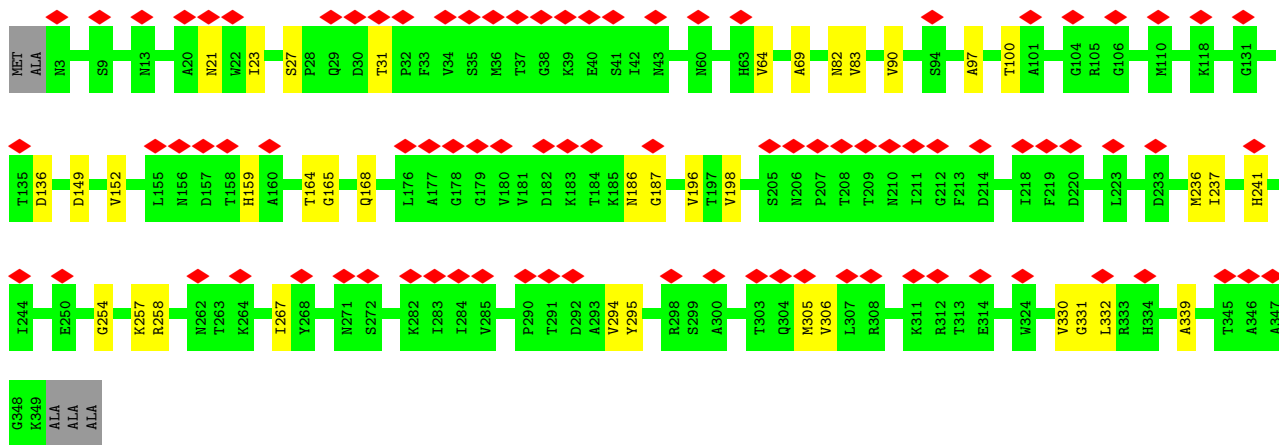 MET ALA N3 S9 N13 A20 N21 W22 I23 S27 P28 Q29 D30 T31 P32 F33 V34 S35 M36 T37 G38 K39 E40 S41 I42 N43 N60 H63 V64 A69 N82 V83 V90 S94 A97 T100 A101 G104 R105 G106 M110 K118 G131
T135 D136 D149 V152 L155 N156 D157 T158 H159 A160 T164 G165 Q168 L176 A177 G178 G179 V180 V181 D182 K183 T184 K185 N186 G187 V196 T197 V198 S205 N206 P207 T208 T209 N210 I211 G212 F213 D214 I218 F219 D220 L223 D233 M236 I237 H241
I244 E250 G254 K257 R258 N262 T263 K264 I267 Y268 N271 S272 K282 I283 I284 V285 P290 T291 D292 A293 V294 Y295 R298 S299 A300 T303 Q304 M305 V306 L307 R308 K311 R312 T313 E314 W324 V330 G331 L332 R333 H334 A339 T345 A346 A347
G348 K349 ALA ALA ALA